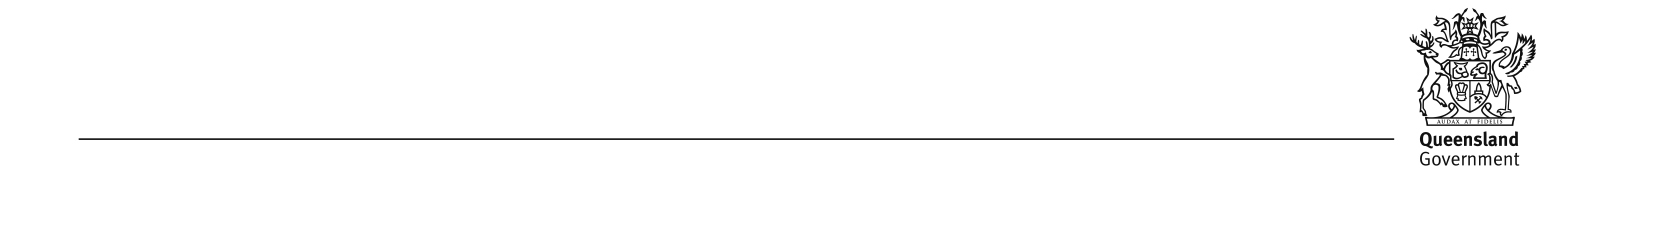 AUDAX AT FIDELIS
Queensland
Government